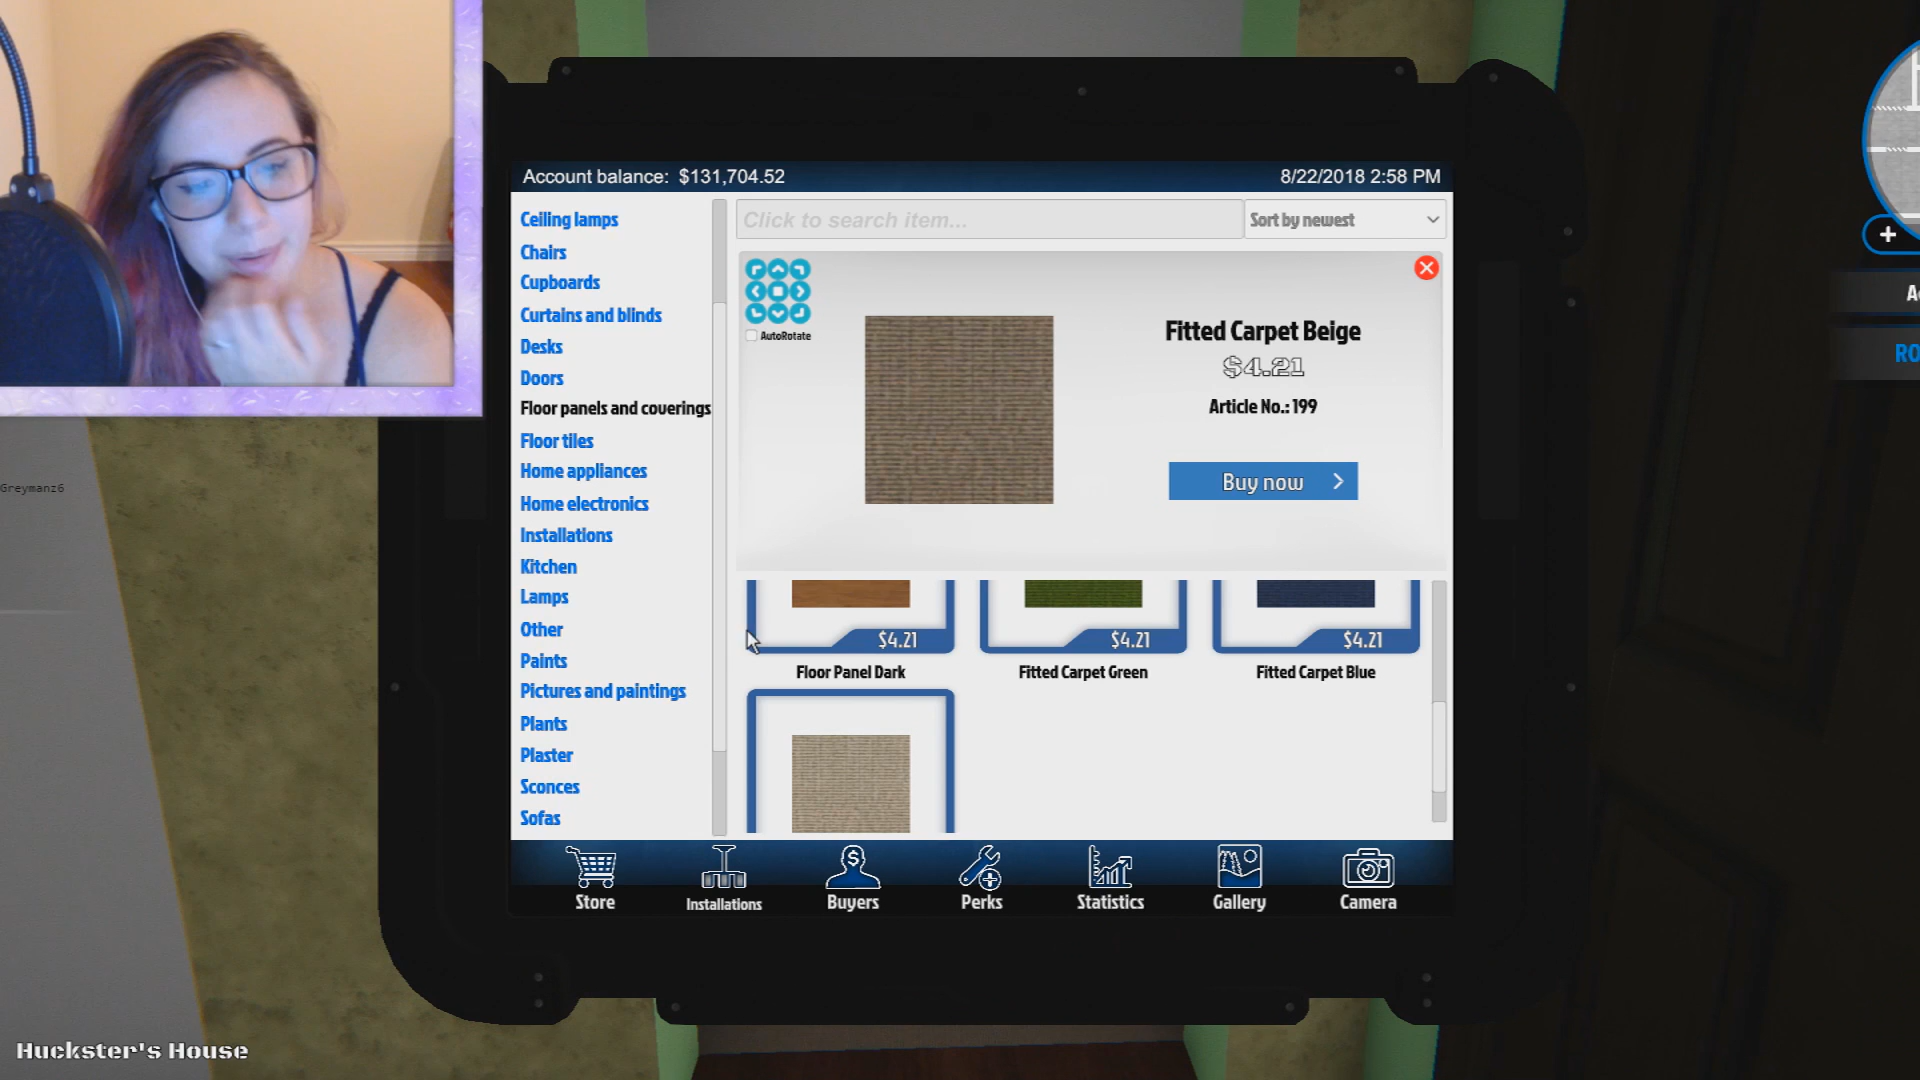 Account balance: $131,704.52
8/22/2018 2:58 PM
Ceiling lamps
Chairs
Cupboards
Curtains and blinds
Desks
Doors
Floor panels and coverings
Floor tiles
Home appliances
Home electronics
Installations
Kitchen
Lamps
Other
Paints
Pictures and paintings
Plants
Plaster
Sconces
Sofas
Click to search item...
Sort by newest
AutoRotate
Fitted Carpet Beige
$4.21
Article No.: 199
Buy now
$4.21
$4.21
$4.21
Floor Panel Dark
Fitted Carpet Green
Fitted Carpet Blue
Store
Installations
Buyers
Perks
Statistics
Gallery
Camera
Greymanz6
Huckster's House